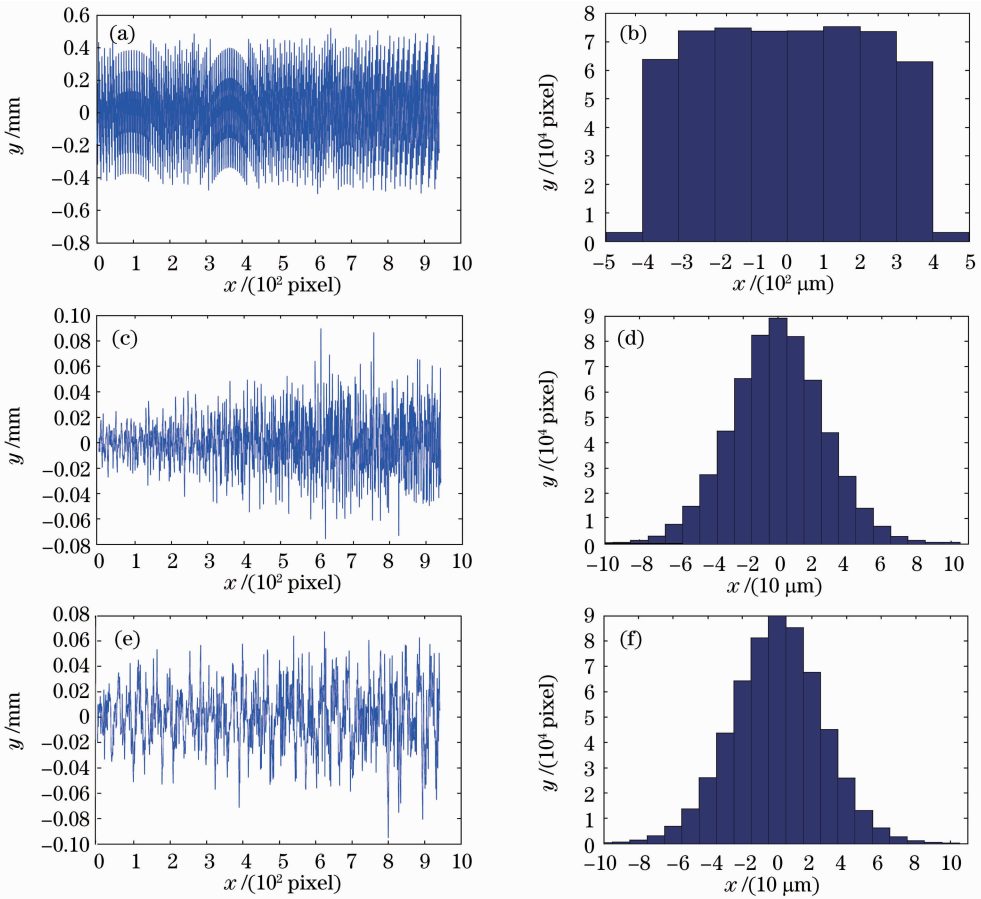 (a)
y /mm
0.6
0.4
0.2
0
−0.2
−0.4
−0.6
−0.8
0 1 2 3 4 5 6 7 8 9 10
x /(10² pixel)
(b)
y /(10⁴ pixel)
8
7
6
5
4
3
2
1
0
−5 −4 −3 −2 −1 0 1 2 3 4 5
x /(10² μm)
(c)
y /mm
0.10
0.08
0.06
0.04
0.02
0
−0.02
−0.04
−0.06
−0.08
0 1 2 3 4 5 6 7 8 9 10
x /(10² pixel)
(d)
y /(10⁴ pixel)
9
8
7
6
5
4
3
2
1
0
−10 −8 −6 −4 −2 0 2 4 6 8 10
x /(10 μm)
(e)
y /mm
0.08
0.06
0.04
0.02
0
−0.02
−0.04
−0.06
−0.08
−0.10
0 1 2 3 4 5 6 7 8 9 10
x /(10² pixel)
(f)
y /(10⁴ pixel)
9
8
7
6
5
4
3
2
1
0
−10 −8 −6 −4 −2 0 2 4 6 8 10
x /(10 μm)